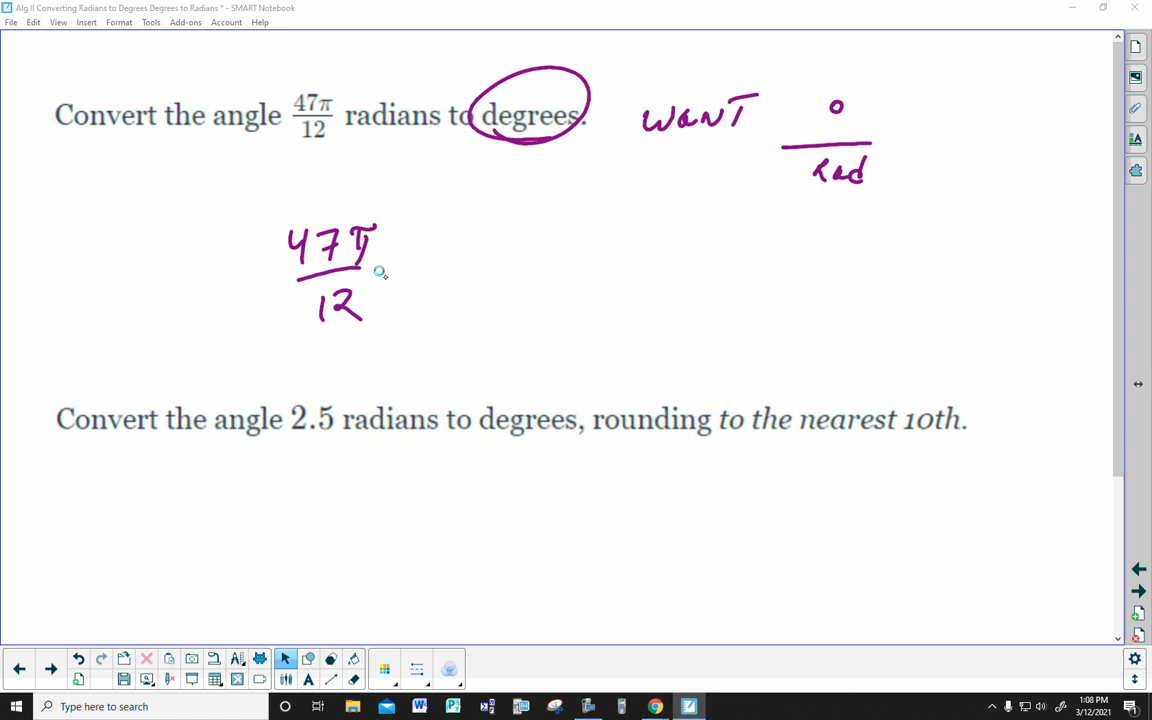 Alg II Converting Radians to Degrees Degrees to Radians * - SMART Notebook
File Edit View Insert Format Tools Add-ons Account Help
Convert the angle 47π/12 radians to degrees.
WANT °/Rad
47π
12
Convert the angle 2.5 radians to degrees, rounding to the nearest 10th.
Type here to search
1:08 PM
3/12/2021